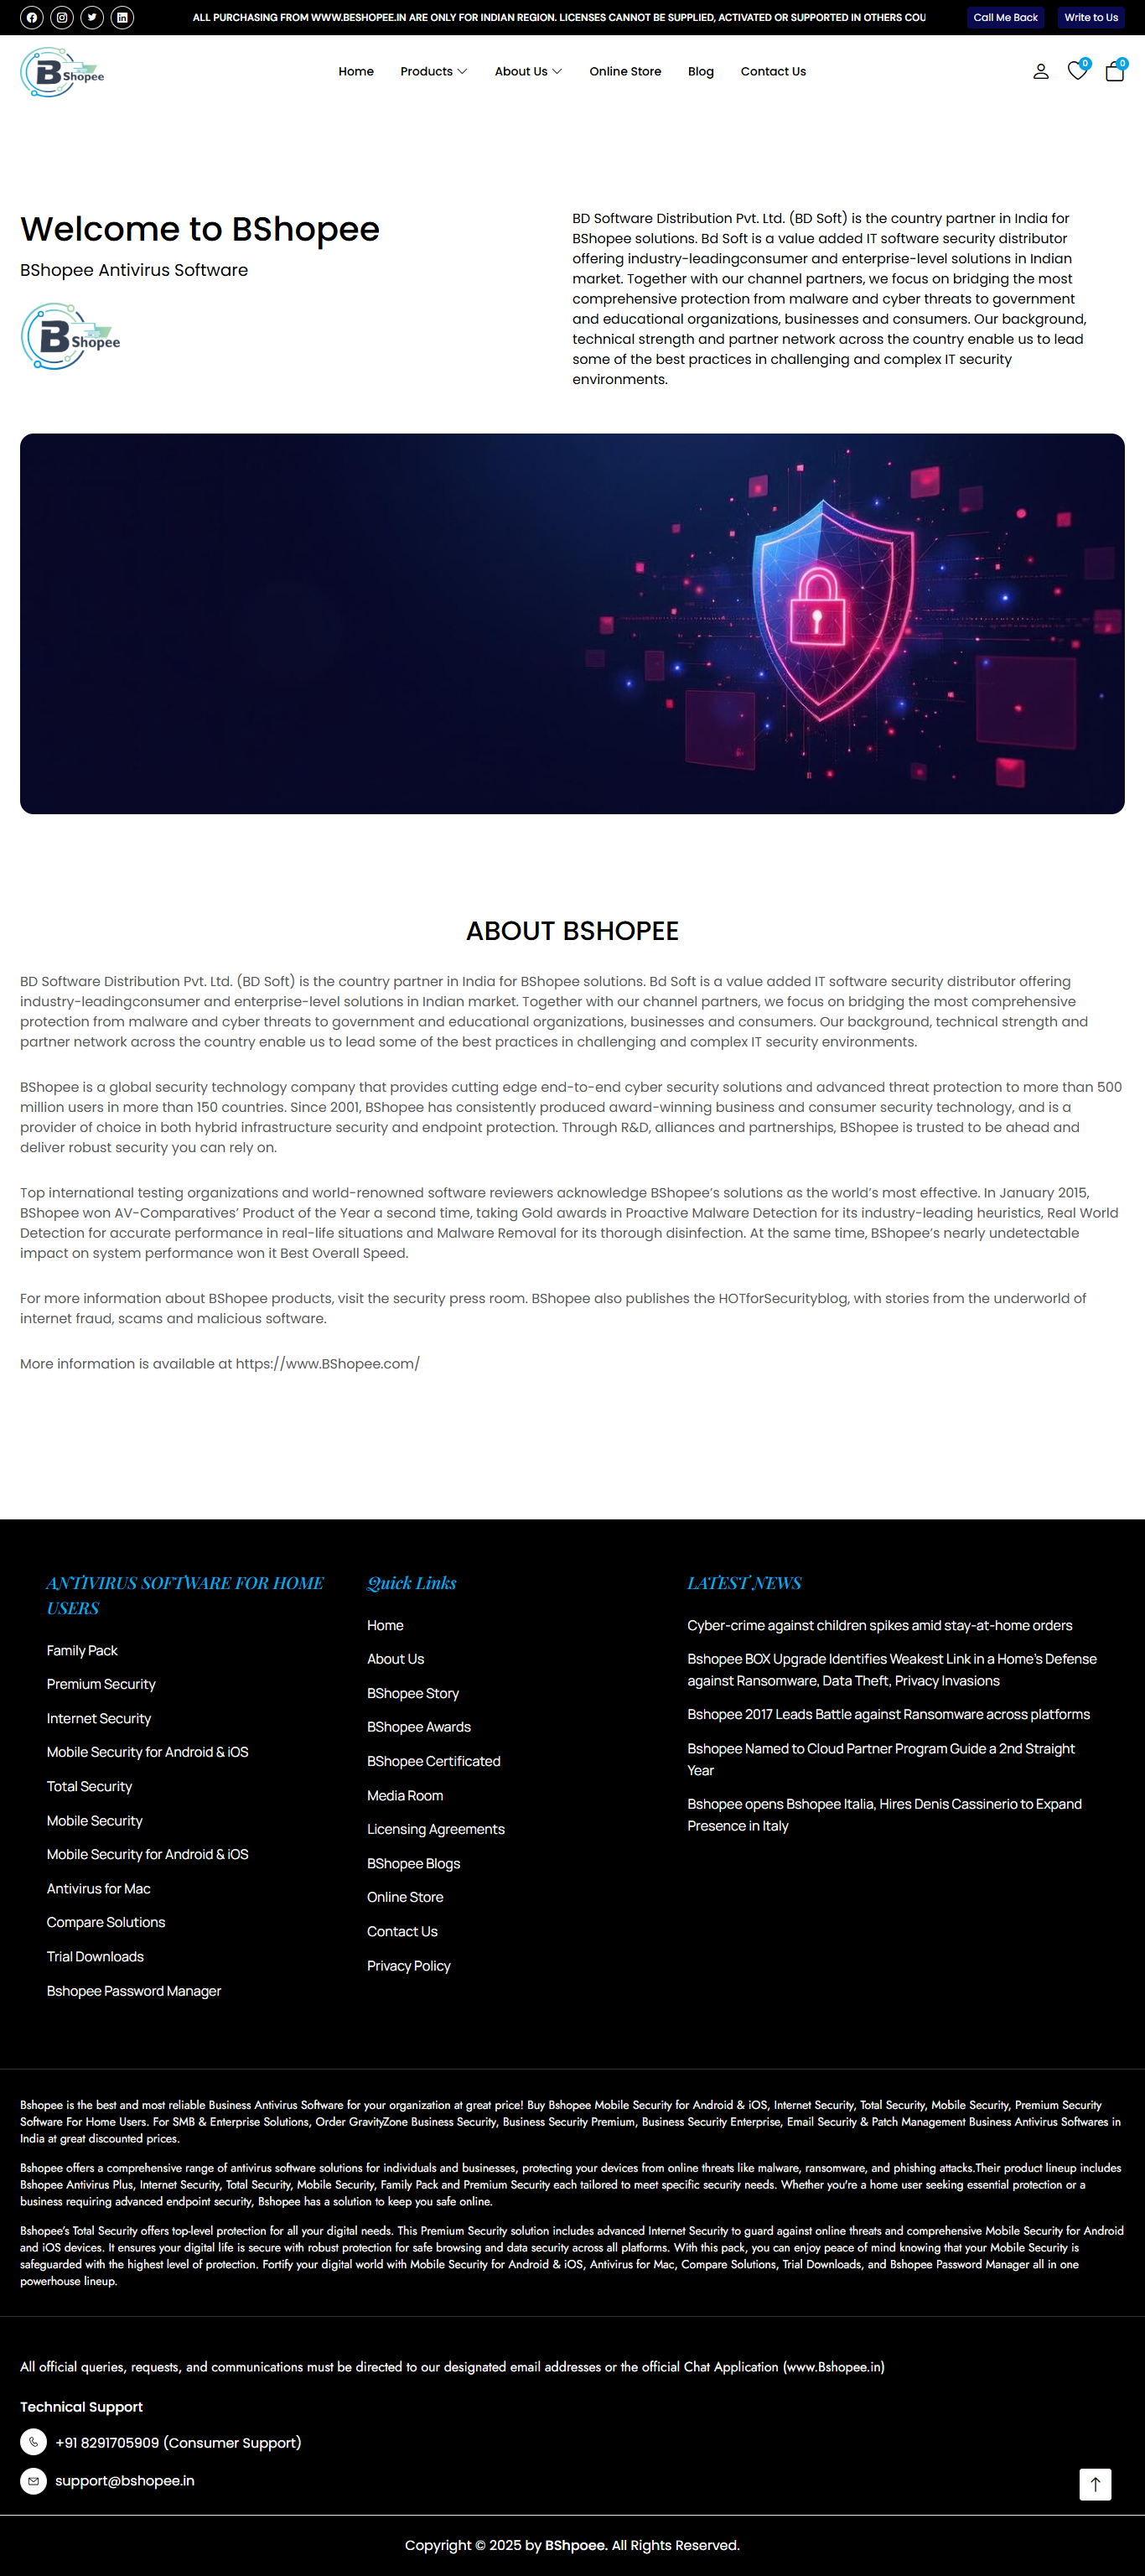 ALL PURCHASING FROM WWW.BESHOPEE.IN ARE ONLY FOR INDIAN REGION. LICENSES CANNOT BE SUPPLIED, ACTIVATED OR SUPPORTED IN OTHERS COU
Call Me Back
Write to Us
B Shopee
Home
Products
About Us
Online Store
Blog
Contact Us
0
0
Welcome to BShopee
BShopee Antivirus Software
B Shopee
BD Software Distribution Pvt. Ltd. (BD Soft) is the country partner in India for
BShopee solutions. Bd Soft is a value added IT software security distributor
offering industry-leadingconsumer and enterprise-level solutions in Indian
market. Together with our channel partners, we focus on bridging the most
comprehensive protection from malware and cyber threats to government
and educational organizations, businesses and consumers. Our background,
technical strength and partner network across the country enable us to lead
some of the best practices in challenging and complex IT security
environments.
ABOUT BSHOPEE
BD Software Distribution Pvt. Ltd. (BD Soft) is the country partner in India for BShopee solutions. Bd Soft is a value added IT software security distributor offering
industry-leadingconsumer and enterprise-level solutions in Indian market. Together with our channel partners, we focus on bridging the most comprehensive
protection from malware and cyber threats to government and educational organizations, businesses and consumers. Our background, technical strength and
partner network across the country enable us to lead some of the best practices in challenging and complex IT security environments.
BShopee is a global security technology company that provides cutting edge end-to-end cyber security solutions and advanced threat protection to more than 500
million users in more than 150 countries. Since 2001, BShopee has consistently produced award-winning business and consumer security technology, and is a
provider of choice in both hybrid infrastructure security and endpoint protection. Through R&D, alliances and partnerships, BShopee is trusted to be ahead and
deliver robust security you can rely on.
Top international testing organizations and world-renowned software reviewers acknowledge BShopee's solutions as the world's most effective. In January 2015,
BShopee won AV-Comparatives' Product of the Year a second time, taking Gold awards in Proactive Malware Detection for its industry-leading heuristics, Real World
Detection for accurate performance in real-life situations and Malware Removal for its thorough disinfection. At the same time, BShopee's nearly undetectable
impact on system performance won it Best Overall Speed.
For more information about BShopee products, visit the security press room. BShopee also publishes the HOTforSecurityblog, with stories from the underworld of
internet fraud, scams and malicious software.
More information is available at https://www.BShopee.com/
ANTIVIRUS SOFTWARE FOR HOME
USERS
Family Pack
Premium Security
Internet Security
Mobile Security for Android & iOS
Total Security
Mobile Security
Mobile Security for Android & iOS
Antivirus for Mac
Compare Solutions
Trial Downloads
Bshopee Password Manager
Quick Links
Home
About Us
BShopee Story
BShopee Awards
BShopee Certificated
Media Room
Licensing Agreements
BShopee Blogs
Online Store
Contact Us
Privacy Policy
LATEST NEWS
Cyber-crime against children spikes amid stay-at-home orders
Bshopee BOX Upgrade Identifies Weakest Link in a Home's Defense
against Ransomware, Data Theft, Privacy Invasions
Bshopee 2017 Leads Battle against Ransomware across platforms
Bshopee Named to Cloud Partner Program Guide a 2nd Straight
Year
Bshopee opens Bshopee Italia, Hires Denis Cassinerio to Expand
Presence in Italy
Bshopee is the best and most reliable Business Antivirus Software for your organization at great price! Buy Bshopee Mobile Security for Android & iOS, Internet Security, Total Security, Mobile Security, Premium Security
Software For Home Users. For SMB & Enterprise Solutions, Order GravityZone Business Security, Business Security Premium, Business Security Enterprise, Email Security & Patch Management Business Antivirus Softwares in
India at great discounted prices.
Bshopee offers a comprehensive range of antivirus software solutions for individuals and businesses, protecting your devices from online threats like malware, ransomware, and phishing attacks.Their product lineup includes
Bshopee Antivirus Plus, Internet Security, Total Security, Mobile Security, Family Pack and Premium Security each tailored to meet specific security needs. Whether you're a home user seeking essential protection or a
business requiring advanced endpoint security, Bshopee has a solution to keep you safe online.
Bshopee's Total Security offers top-level protection for all your digital needs. This Premium Security solution includes advanced Internet Security to guard against online threats and comprehensive Mobile Security for Android
and iOS devices. It ensures your digital life is secure with robust protection for safe browsing and data security across all platforms. With this pack, you can enjoy peace of mind knowing that your Mobile Security is
safeguarded with the highest level of protection. Fortify your digital world with Mobile Security for Android & iOS, Antivirus for Mac, Compare Solutions, Trial Downloads, and Bshopee Password Manager all in one
powerhouse lineup.
All official queries, requests, and communications must be directed to our designated email addresses or the official Chat Application (www.Bshopee.in)
Technical Support
+91 8291705909 (Consumer Support)
support@bshopee.in
Copyright © 2025 by BShpoee. All Rights Reserved.